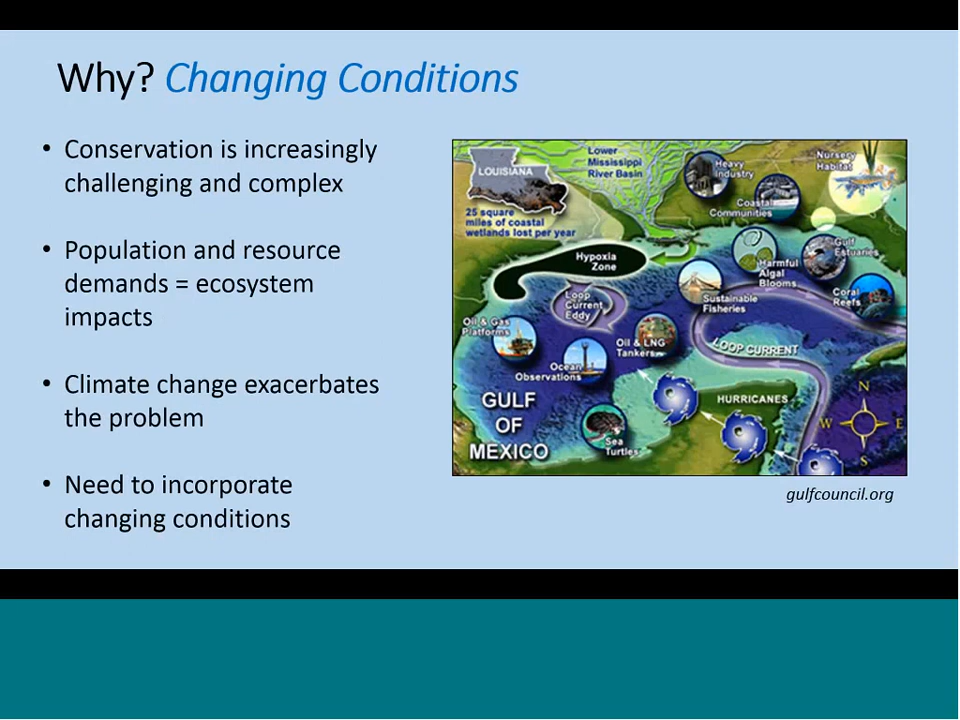 Why? Changing Conditions
• Conservation is increasingly
challenging and complex
• Population and resource
demands = ecosystem
impacts
• Climate change exacerbates
the problem
• Need to incorporate
changing conditions
LOUISIANA
25 square
miles of coastal
wetlands lost per year
Lower
Mississippi
River Basin
Heavy
Industry
Nursery
Habitat
Coastal
Communities
Hypoxia
Zone
Harmful
Algal
Blooms
Gulf
Estuaries
Coral
Reefs
Sustainable
Fisheries
Loop
Current
Eddy
Oil & Gas
Platforms
Oil & LNG
Tankers
LOOP CURRENT
Ocean
Observations
GULF
OF
MEXICO
Sea
Turtles
HURRICANES
N
W
E
S
gulfcouncil.org